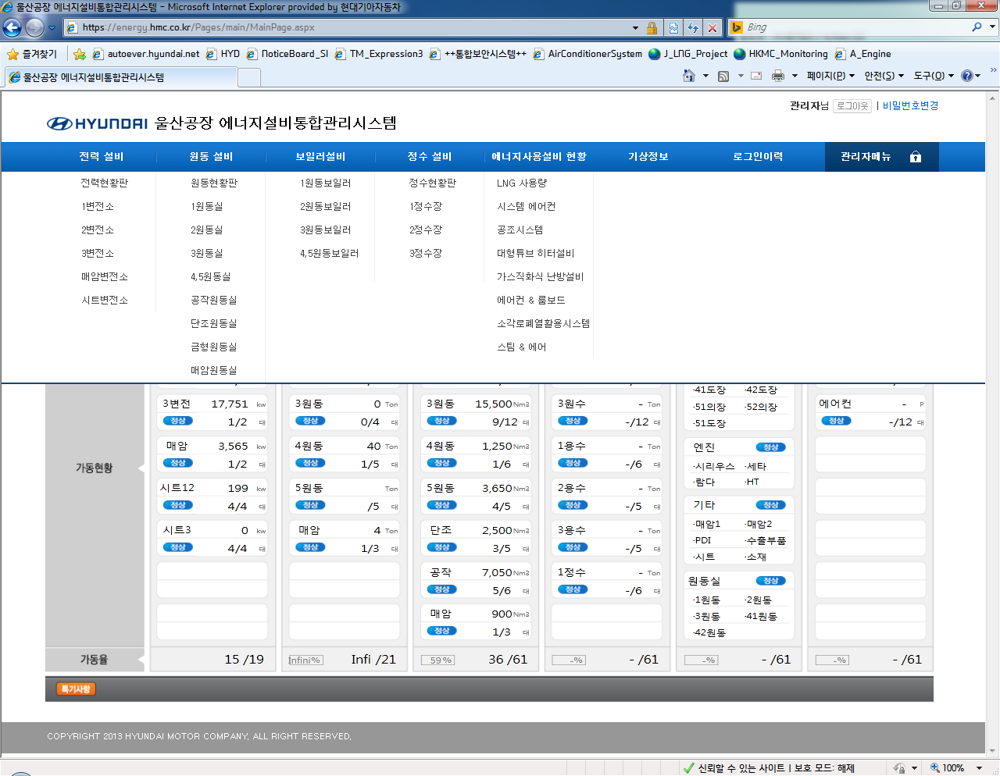 울산공장 에너지설비통합관리시스템 - Microsoft Internet Explorer provided by 현대기아자동차
https://energy.hmc.co.kr/Pages/main/MainPage.aspx
Bing
즐겨찾기 autoever.hyundai.net HYD NoticeBoard_SI TM_Expression3 ++통합보안시스템++ AirConditionerSystem J_LNG_Project HKMC_Monitoring A_Engine
울산공장 에너지설비통합관리시스템
페이지(P) 안전(S) 도구(O)
관리자님 로그아웃 | 비밀번호변경
HYUNDAI 울산공장 에너지설비통합관리시스템
전력 설비 원동 설비 보일러설비 정수 설비 에너지사용설비 현황 기상정보 로그인이력 관리자메뉴
전력현황판 원동현황판 1원동보일러 정수현황판 LNG 사용량
1변전소 1원동실 2원동보일러 1정수장 시스템 에어컨
2변전소 2원동실 3원동보일러 2정수장 공조시스템
3변전소 3원동실 4,5원동보일러 3정수장 대형튜브 히터설비
매암변전소 4,5원동실 가스직화식 난방설비
시트변전소 공작원동실 에어컨 & 룸보드
단조원동실 소각로폐열활용시스템
금형원동실 스팀 & 에어
매암원동실
·41도장 ·42도장
3변전 17,751 kw 3원동 0 Ton 3원동 15,500 Nm3 3원수 - Ton ·51의장 ·52의장 에어컨 - P
정상 1/2 대 정상 0/4 대 정상 9/12 대 정상 -/12 대 ·51도장 정상 -/12 대
매암 3,565 kw 4원동 40 Ton 4원동 1,250 Nm3 1용수 - Ton 엔진 정상
가동현황 정상 1/2 대 정상 1/5 대 정상 1/6 대 정상 -/6 대 ·시리우스 ·세타
·람다 ·HT
시트12 199 kw 5원동 Ton 5원동 3,650 Nm3 2용수 - Ton
정상 4/4 대 정상 /5 대 정상 4/5 대 정상 -/5 대 기타 정상
시트3 0 kw 매암 4 Ton 단조 2,500 Nm3 3용수 - Ton ·매암1 ·매암2
정상 4/4 대 정상 1/3 대 정상 3/5 대 정상 -/5 대 ·PDI ·수출부품
·시트 ·소재
공작 7,050 Nm3 1정수 - Ton 원동실 정상
정상 5/6 대 정상 -/6 대 ·1원동 ·2원동
매암 900 Nm3 ·3원동 ·41원동
정상 1/3 대 ·42원동
가동율 15 /19 Infini% Infi /21 59 % 36 /61 -% - /61 -% - /61 -% - /61
특기사항
COPYRIGHT 2013 HYUNDAI MOTOR COMPANY, ALL RIGHT RESERVED,
신뢰할 수 있는 사이트 | 보호 모드: 해제 100%